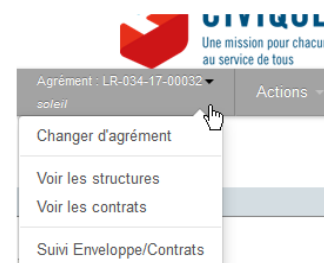 CIVIQUE
Une mission pour chacun
au service de tous
Agrément : LR-034-17-00032
soleil
Actions
Changer d'agrément
Voir les structures
Voir les contrats
Suivi Enveloppe/Contrats